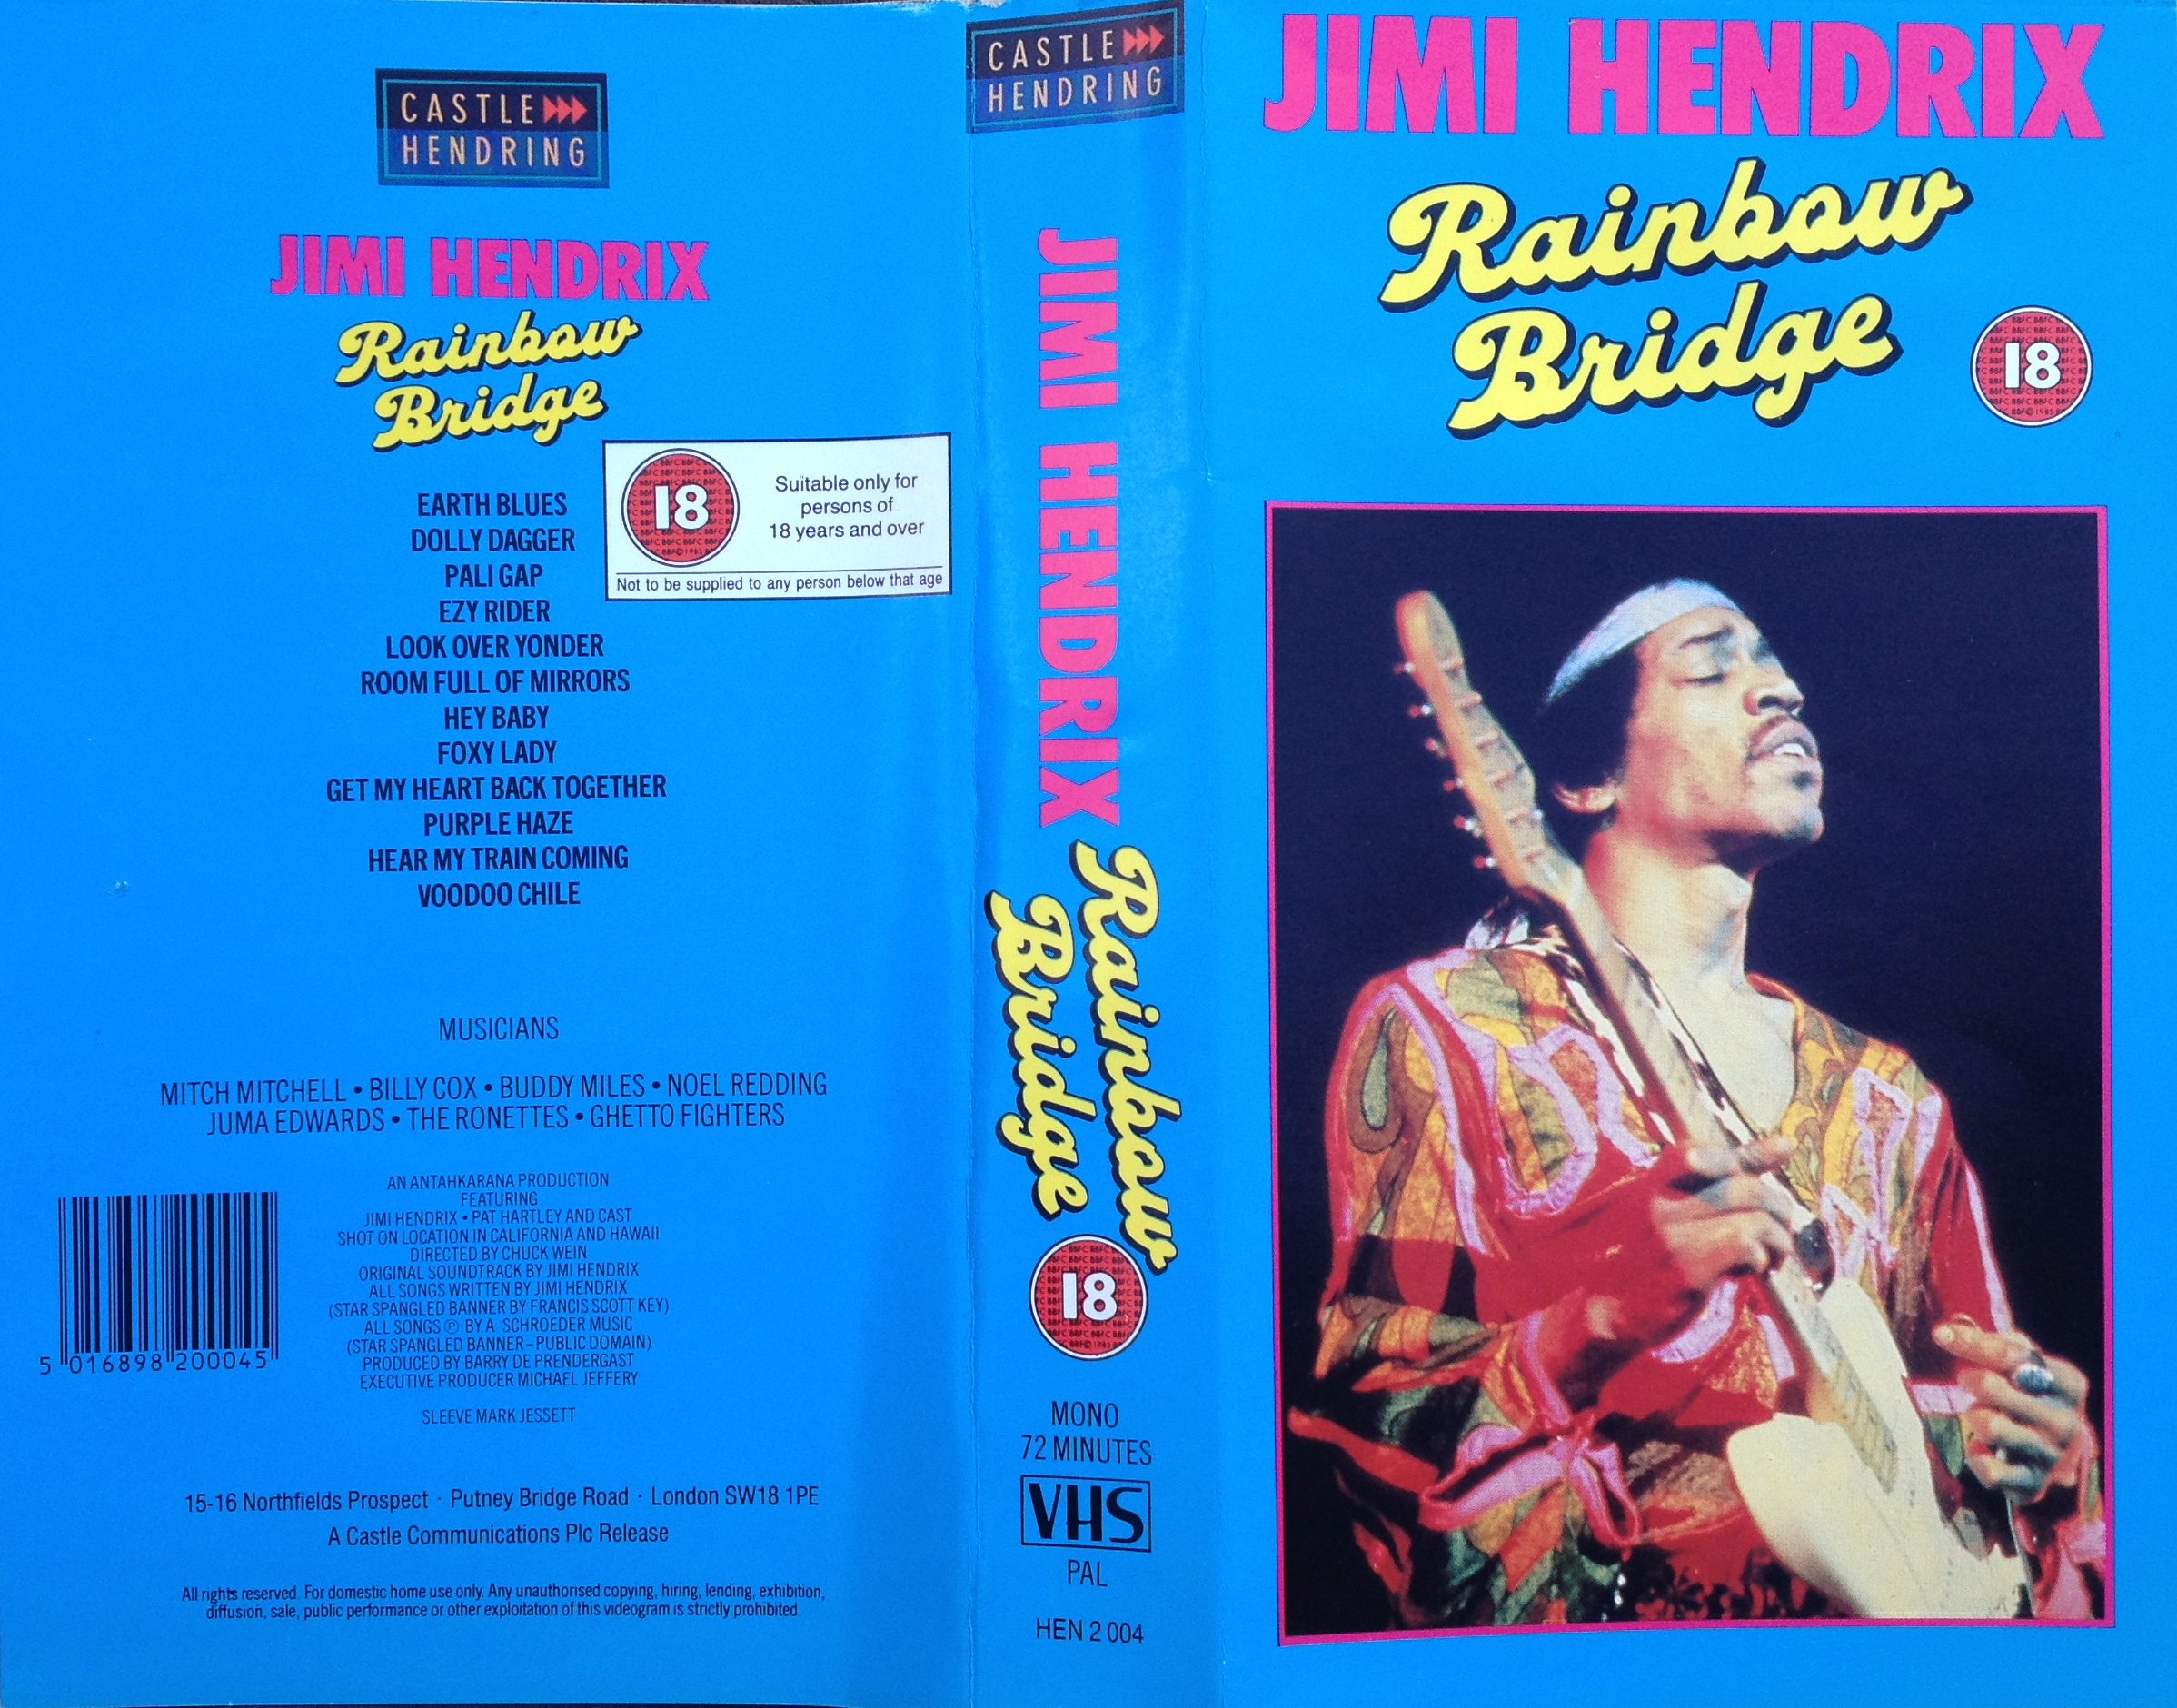 CASTLE
HENDRING
JIMI HENDRIX
Rainbow
Bridge
EARTH BLUES
DOLLY DAGGER
PALI GAP
EZY RIDER
LOOK OVER YONDER
ROOM FULL OF MIRRORS
HEY BABY
FOXY LADY
GET MY HEART BACK TOGETHER
PURPLE HAZE
HEAR MY TRAIN COMING
VOODOO CHILE
18
Suitable only for
persons of
18 years and over
Not to be supplied to any person below that age
MUSICIANS
MITCH MITCHELL • BILLY COX • BUDDY MILES • NOEL REDDING
JUMA EDWARDS • THE RONETTES • GHETTO FIGHTERS
AN ANTAHKARANA PRODUCTION
FEATURING
JIMI HENDRIX • PAT HARTLEY AND CAST
SHOT ON LOCATION IN CALIFORNIA AND HAWAII
DIRECTED BY CHUCK WEIN
ORIGINAL SOUNDTRACK BY JIMI HENDRIX
ALL SONGS WRITTEN BY JIMI HENDRIX
(STAR SPANGLED BANNER BY FRANCIS SCOTT KEY)
ALL SONGS ℗ BY A. SCHROEDER MUSIC
(STAR SPANGLED BANNER – PUBLIC DOMAIN)
PRODUCED BY BARRY DE PRENDERGAST
EXECUTIVE PRODUCER MICHAEL JEFFERY
SLEEVE MARK JESSETT
5 016898 200045
15-16 Northfields Prospect · Putney Bridge Road · London SW18 1PE
A Castle Communications Plc Release
All rights reserved. For domestic home use only. Any unauthorised copying, hiring, lending, exhibition,
diffusion, sale, public performance or other exploitation of this videogram is strictly prohibited.
CASTLE
HENDRING
JIMI HENDRIX
Rainbow
Bridge
18
MONO
72 MINUTES
VHS
PAL
HEN 2 004
JIMI HENDRIX
Rainbow
Bridge
18